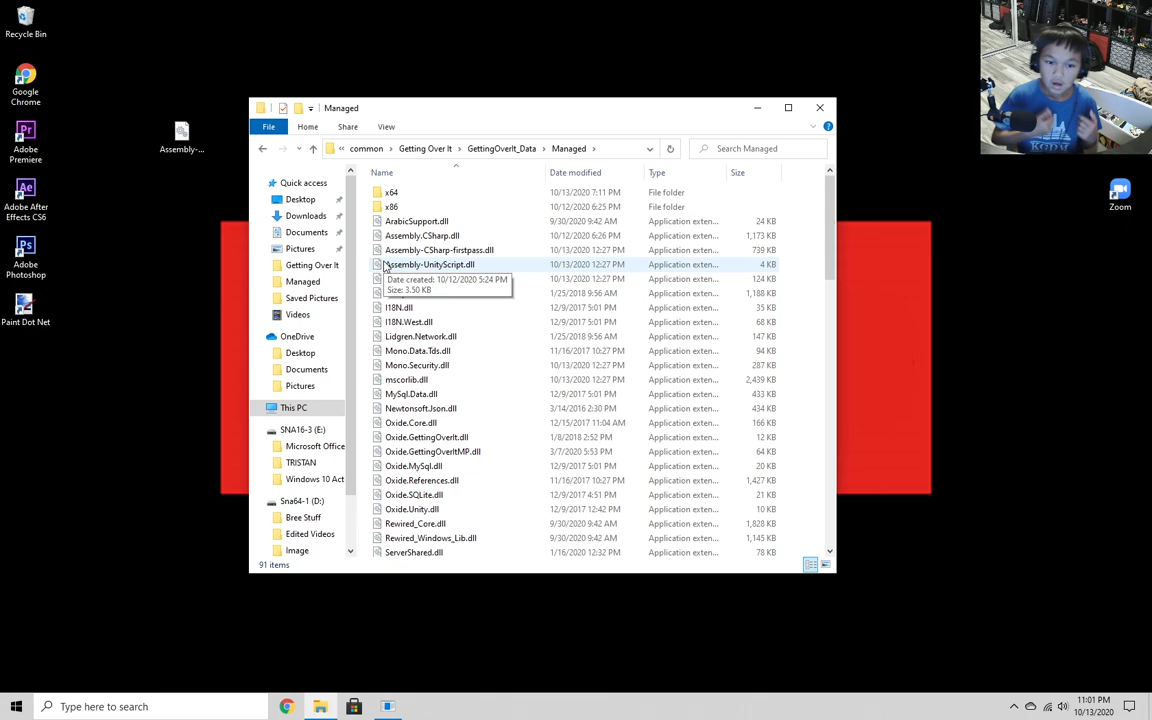 Recycle Bin
Google
Chrome
Adobe
Premiere
Adobe After
Effects CS6
Adobe
Photoshop
Paint Dot Net
Assembly-...
Zoom
Managed
File
Home
Share
View
« common > Getting Over It > GettingOverIt_Data > Managed >
Search Managed
Quick access
Desktop
Downloads
Documents
Pictures
Getting Over It
Managed
Saved Pictures
Videos
OneDrive
Desktop
Documents
Pictures
This PC
SNA16-3 (E:)
Microsoft Office
TRISTAN
Windows 10 Act
Sna64-1 (D:)
Bree Stuff
Edited Videos
Image
Name Date modified Type Size
x64 10/13/2020 7:11 PM File folder
x86 10/12/2020 6:25 PM File folder
ArabicSupport.dll 9/30/2020 9:42 AM Application exten... 24 KB
Assembly.CSharp.dll 10/12/2020 6:26 PM Application exten... 1,173 KB
Assembly-CSharp-firstpass.dll 10/13/2020 12:27 PM Application exten... 739 KB
Assembly-UnityScript.dll 10/13/2020 12:27 PM Application exten... 4 KB
Date created: 10/12/2020 5:24 PM
Size: 3.50 KB
10/13/2020 12:27 PM Application exten... 124 KB
1/25/2018 9:56 AM Application exten... 1,188 KB
I18N.dll 12/9/2017 5:01 PM Application exten... 35 KB
I18N.West.dll 12/9/2017 5:01 PM Application exten... 68 KB
Lidgren.Network.dll 1/25/2018 9:56 AM Application exten... 147 KB
Mono.Data.Tds.dll 11/16/2017 10:27 PM Application exten... 94 KB
Mono.Security.dll 10/13/2020 12:27 PM Application exten... 287 KB
mscorlib.dll 10/13/2020 12:27 PM Application exten... 2,439 KB
MySql.Data.dll 12/9/2017 5:01 PM Application exten... 433 KB
Newtonsoft.Json.dll 3/14/2016 2:30 PM Application exten... 434 KB
Oxide.Core.dll 12/15/2017 11:04 AM Application exten... 166 KB
Oxide.GettingOverIt.dll 1/8/2018 2:52 PM Application exten... 12 KB
Oxide.GettingOverItMP.dll 3/7/2020 5:53 PM Application exten... 64 KB
Oxide.MySql.dll 12/9/2017 5:01 PM Application exten... 20 KB
Oxide.References.dll 11/16/2017 10:27 PM Application exten... 1,427 KB
Oxide.SQLite.dll 12/9/2017 4:51 PM Application exten... 21 KB
Oxide.Unity.dll 12/9/2017 12:42 PM Application exten... 10 KB
Rewired_Core.dll 9/30/2020 9:42 AM Application exten... 1,828 KB
Rewired_Windows_Lib.dll 9/30/2020 9:42 AM Application exten... 1,145 KB
ServerShared.dll 1/16/2020 12:32 PM Application exten... 78 KB
91 items
Type here to search
11:01 PM
10/13/2020